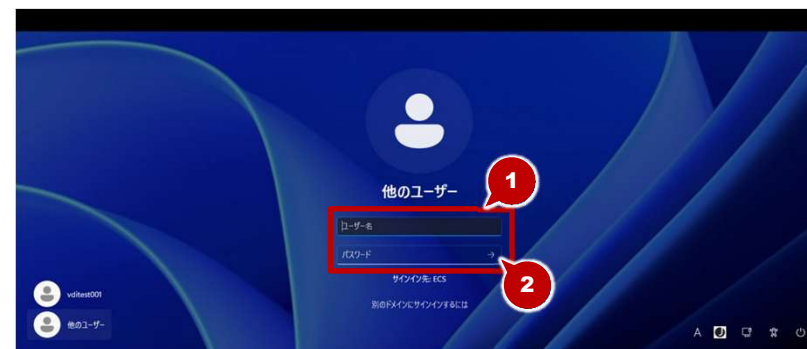 他のユーザー
1
ユーザー名
パスワード
2
サインイン先: ECS
別のドメインにサインインするには
vditest001
他のユーザー
A